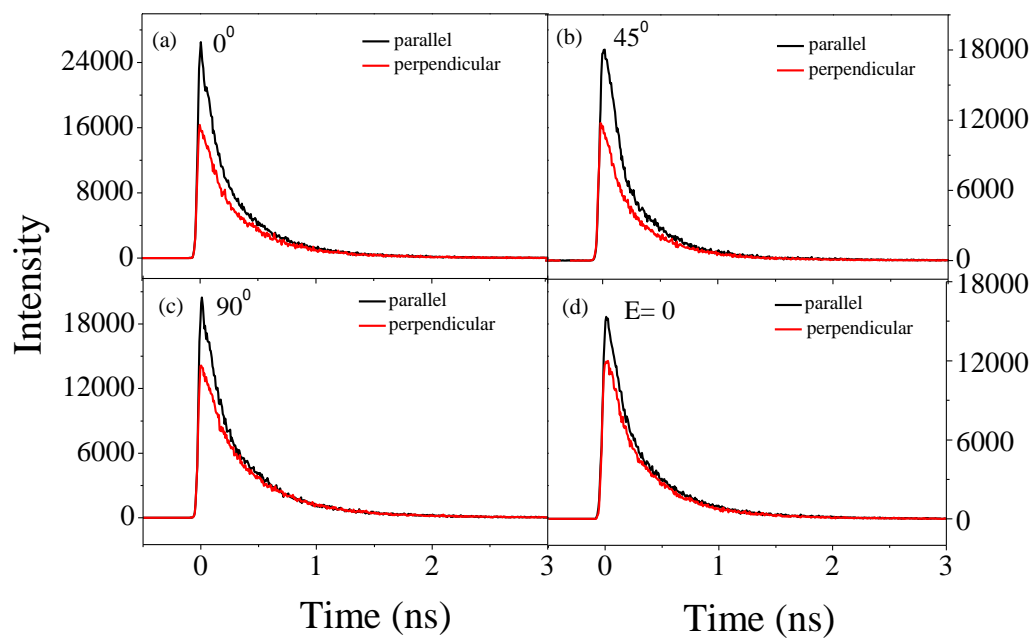 (a) 0⁰
parallel
perpendicular
24000
16000
8000
0
(b) 45⁰
parallel
perpendicular
18000
12000
6000
0
Intensity
(c) 90⁰
parallel
perpendicular
18000
12000
6000
0
0 1 2 3
Time (ns)
(d) E= 0
parallel
perpendicular
18000
12000
6000
0
0 1 2 3
Time (ns)